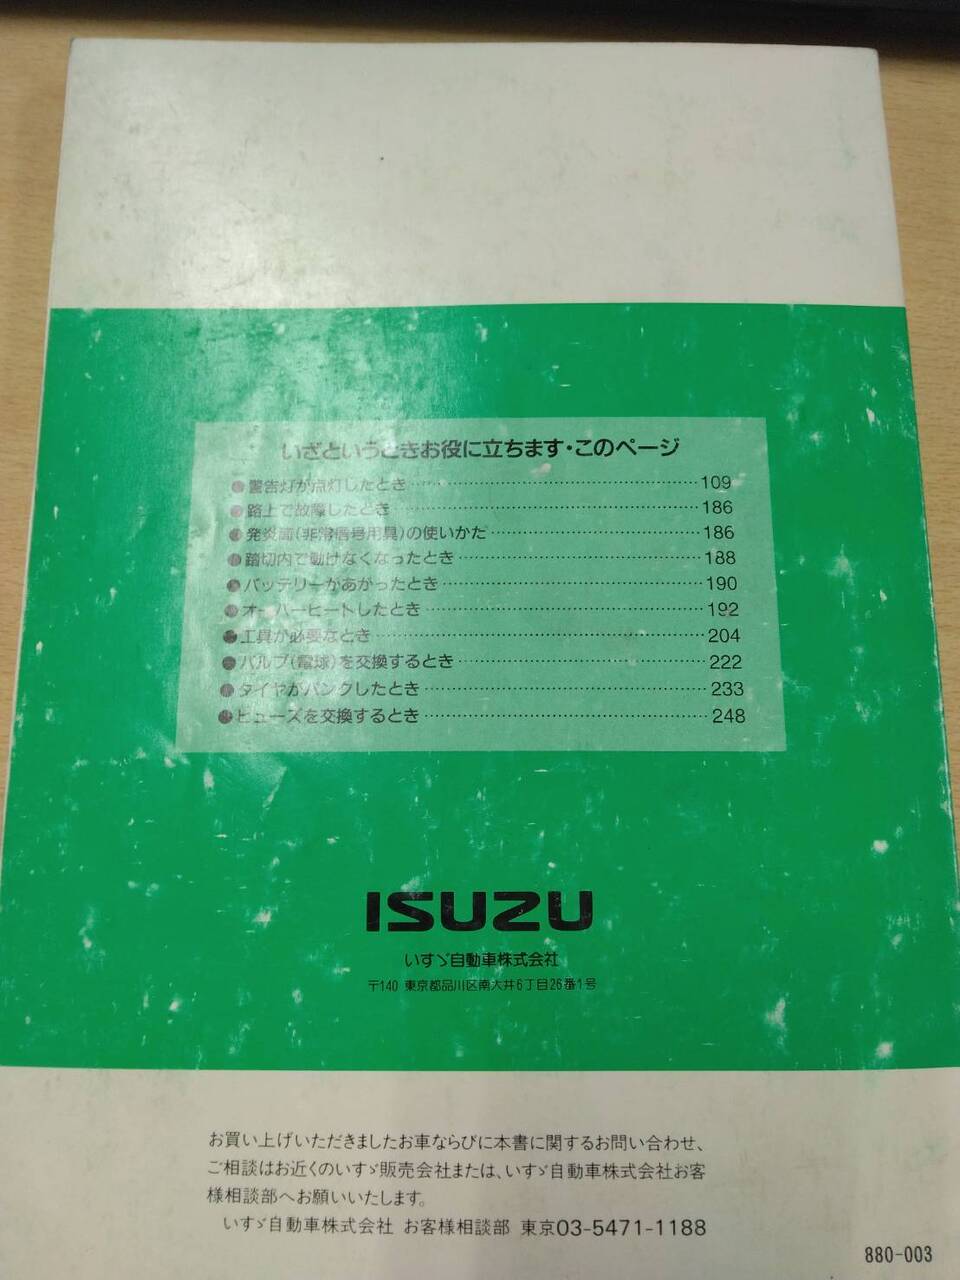 いざというときお役に立ちます・このページ
●警告灯が点灯したとき…………109
●路上で故障したとき…………186
●発炎筒(非常信号用具)の使いかた…………186
●踏切内で動けなくなったとき…………188
●バッテリーがあがったとき…………190
●オーバーヒートしたとき…………192
●工具が必要なとき…………204
●バルブ(電球)を交換するとき…………222
●タイヤがパンクしたとき…………233
●ヒューズを交換するとき…………248
ISUZU
いすゞ自動車株式会社
〒140 東京都品川区南大井6丁目26番1号
お買い上げいただきましたお車ならびに本書に関するお問い合わせ、
ご相談はお近くのいすゞ販売会社または、いすゞ自動車株式会社お客
様相談部へお願いいたします。
いすゞ自動車株式会社 お客様相談部 東京03-5471-1188
880-003